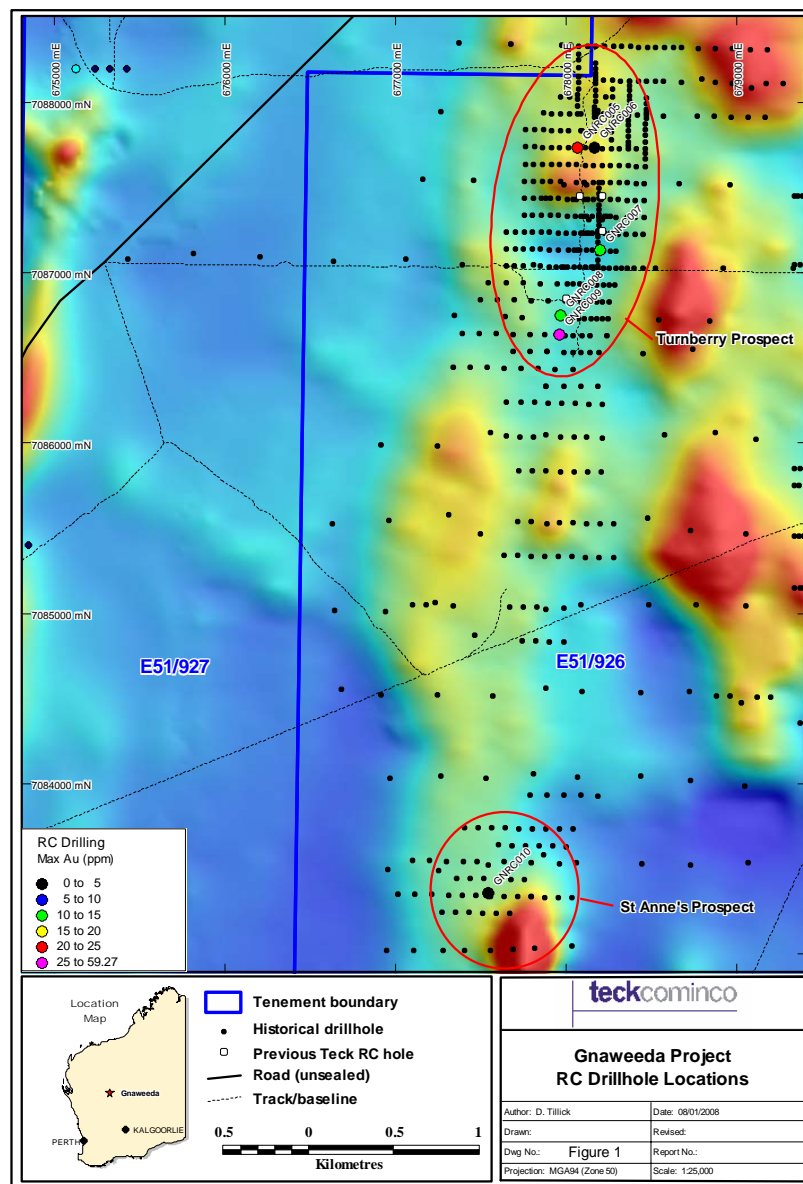 675000 mE
676000 mE
677000 mE
678000 mE
679000 mE
7088000 mN
GNRC005
GNRC006
GNRC007
7087000 mN
GNRC008
GNRC009
Turnberry Prospect
7086000 mN
7085000 mN
E51/927
E51/926
7084000 mN
GNRC010
St Anne's Prospect
RC Drilling
Max Au (ppm)
0 to 5
5 to 10
10 to 15
15 to 20
20 to 25
25 to 59.27
Location
Map
Gnaweeda
PERTH
KALGOORLIE
Tenement boundary
Historical drillhole
Previous Teck RC hole
Road (unsealed)
Track/baseline
0.5 0 0.5 1
Kilometres
teckcominco
Gnaweeda Project
RC Drillhole Locations
Author: D. Tillick
Date: 08/01/2008
Drawn:
Revised:
Dwg No.: Figure 1
Report No.:
Projection: MGA94 (Zone 50)
Scale: 1:25,000